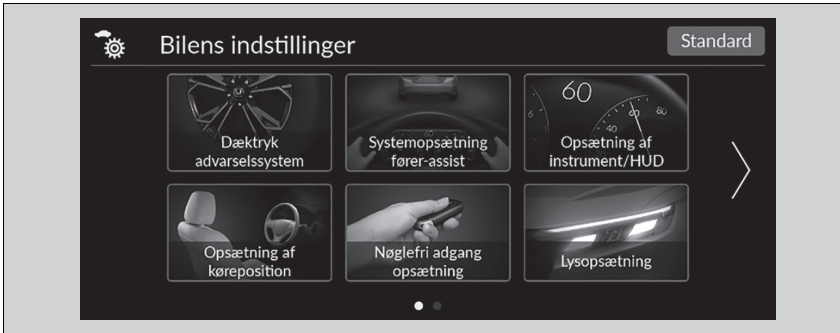 Bilens indstillinger
Standard
Dæktryk
advarselssystem
Systemopsætning
fører-assist
60
Opsætning af
instrument/HUD
Opsætning af
køreposition
Nøglefri adgang
opsætning
Lysopsætning